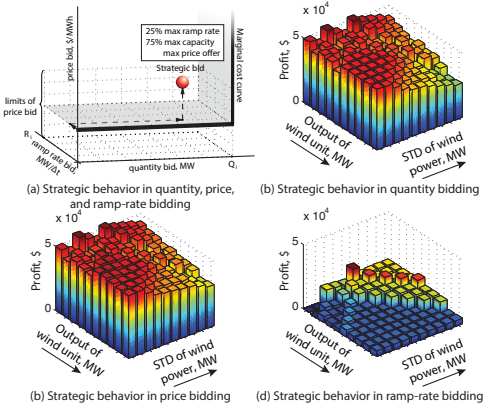 price bid, $/MWh
Marginal cost curve
25% max ramp rate
75% max capacity
max price offer
Strategic bid
limits of
price bid
R i
ramp rate bid,
MW/Δt
quantity bid, MW
Q i
(a) Strategic behavior in quantity, price,
and ramp-rate bidding
x 10^4
Profit, $
5
0
Output of
wind unit, MW
STD of wind
power, MW
(b) Strategic behavior in quantity bidding
x 10^4
Profit, $
5
0
Output of
wind unit, MW
STD of wind
power, MW
(b) Strategic behavior in price bidding
x 10^4
Profit, $
5
0
Output of
wind unit, MW
STD of wind
power, MW
(d) Strategic behavior in ramp-rate bidding